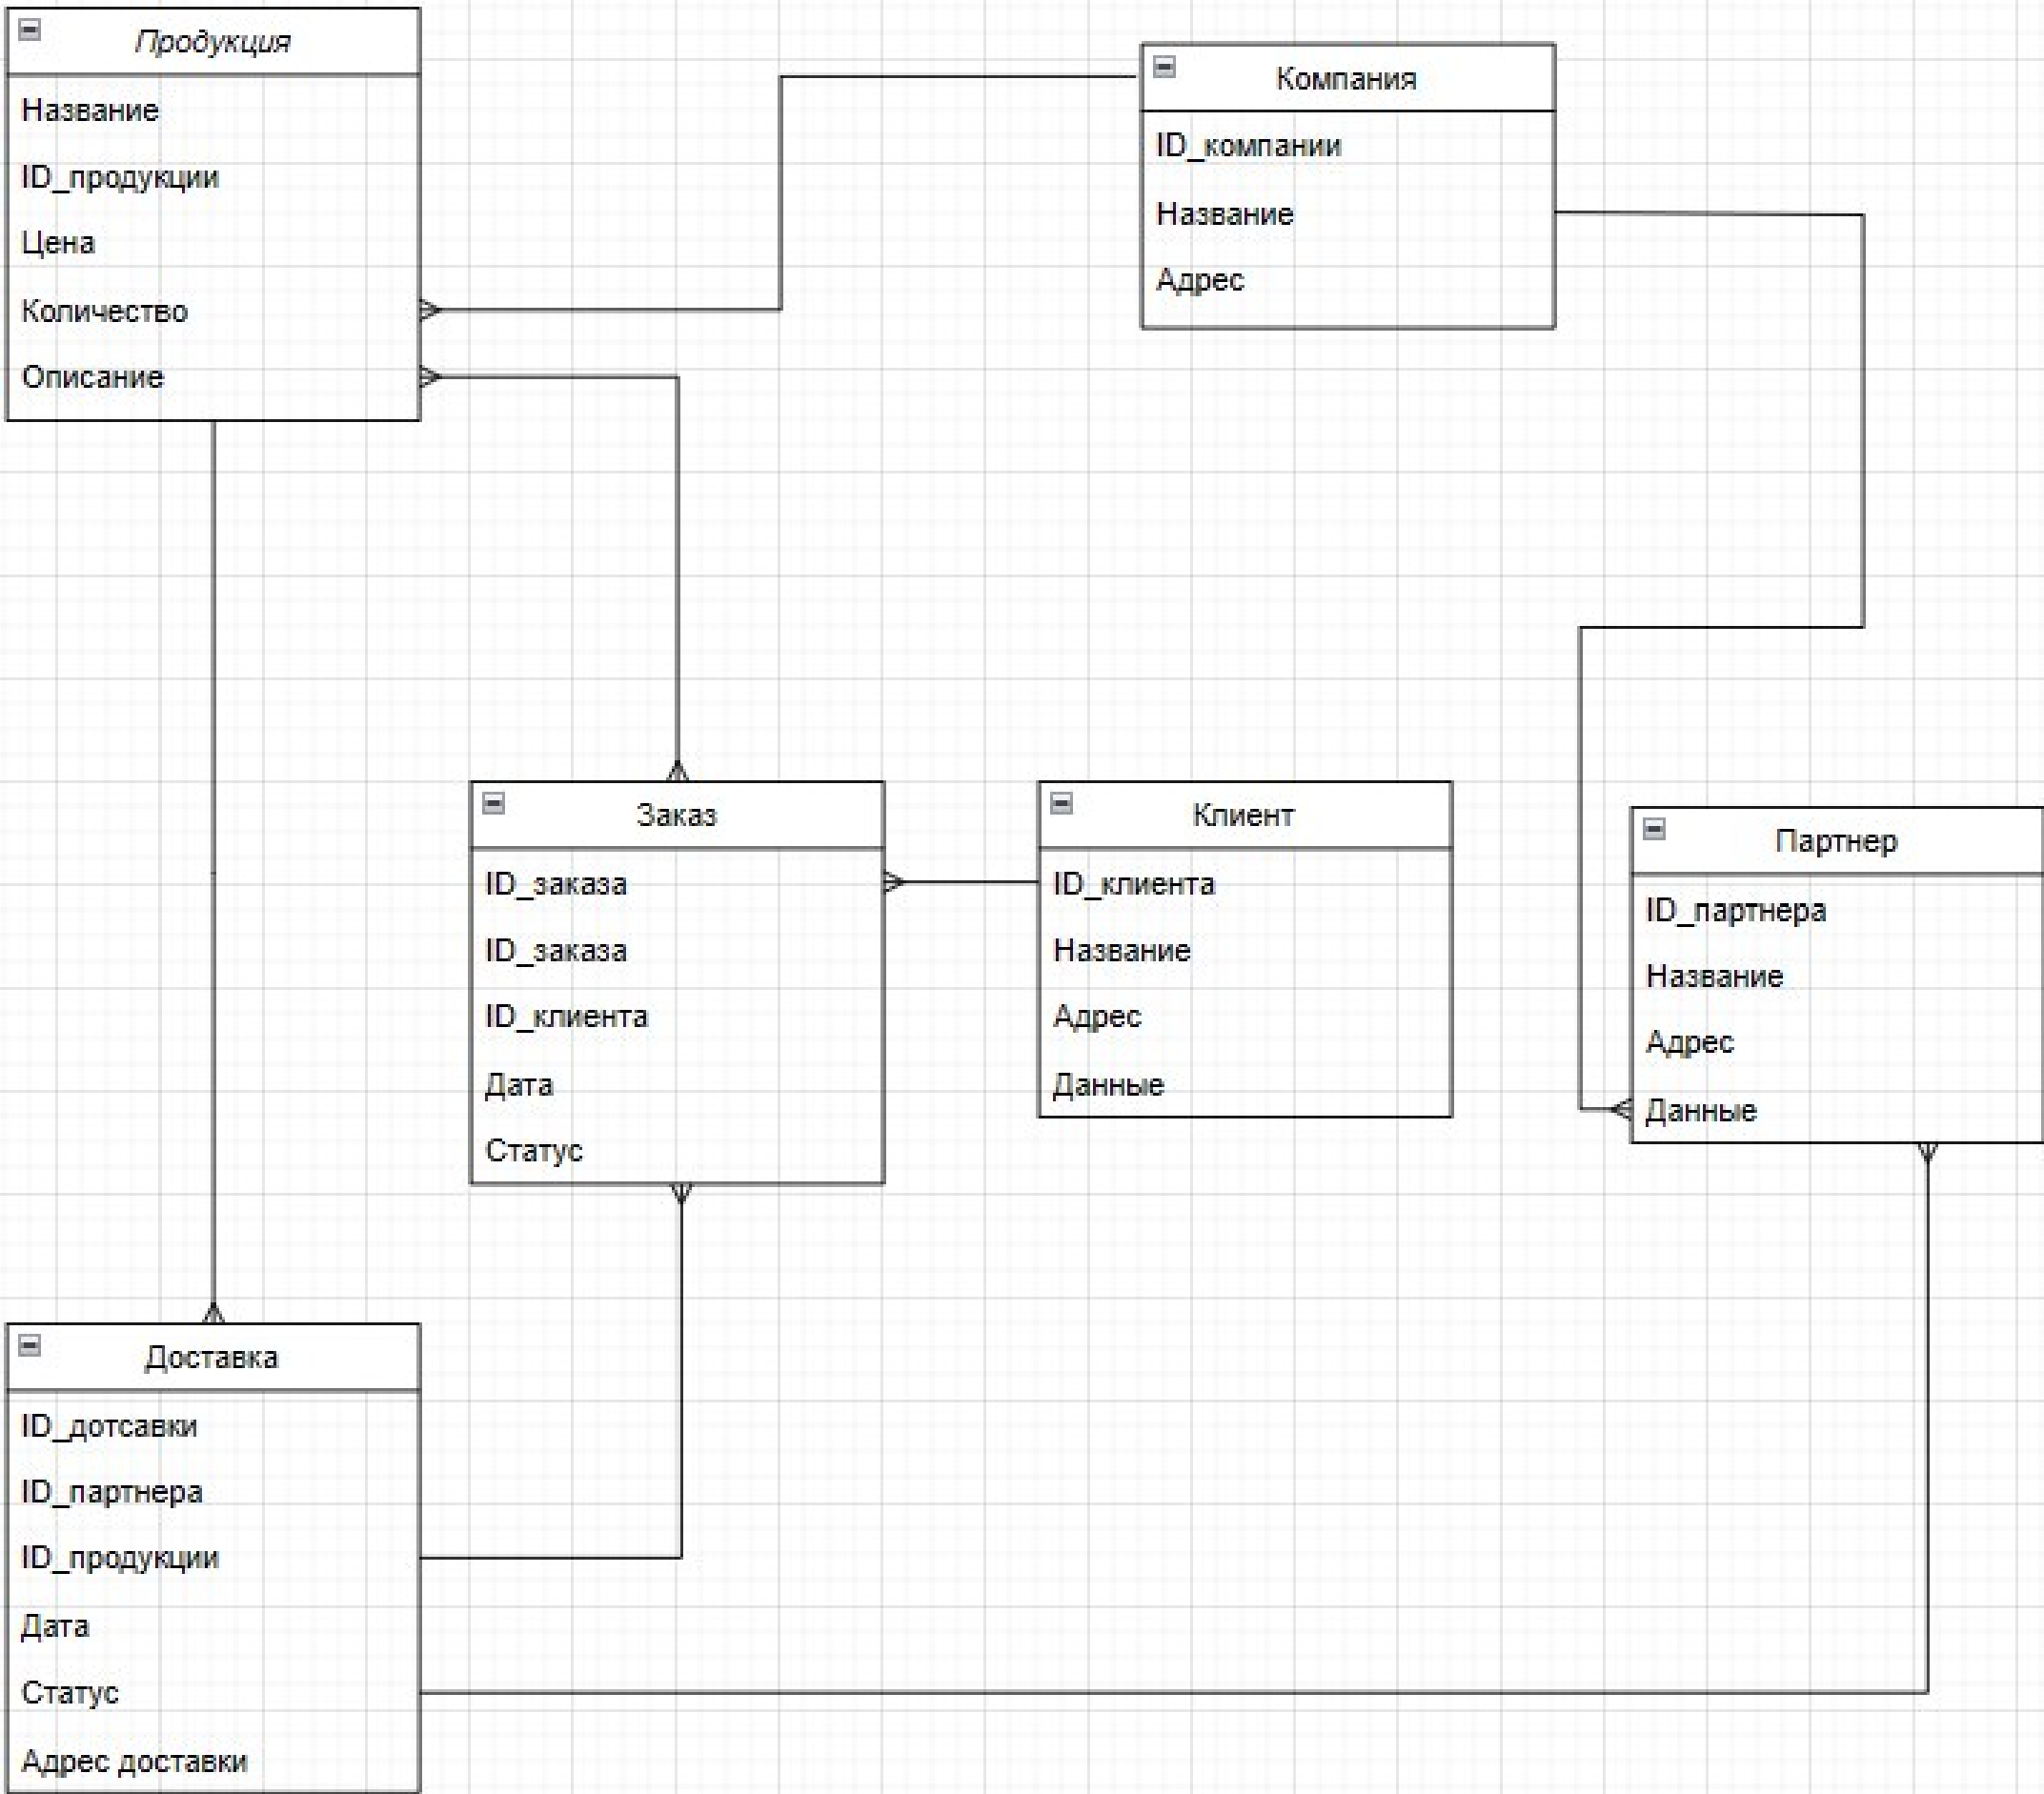 Продукция
Название
ID_продукции
Цена
Количество
Описание
Компания
ID_компании
Название
Адрес
Заказ
ID_заказа
ID_заказа
ID_клиента
Дата
Статус
Клиент
ID_клиента
Название
Адрес
Данные
Партнер
ID_партнера
Название
Адрес
Данные
Доставка
ID_дотсавки
ID_партнера
ID_продукции
Дата
Статус
Адрес доставки